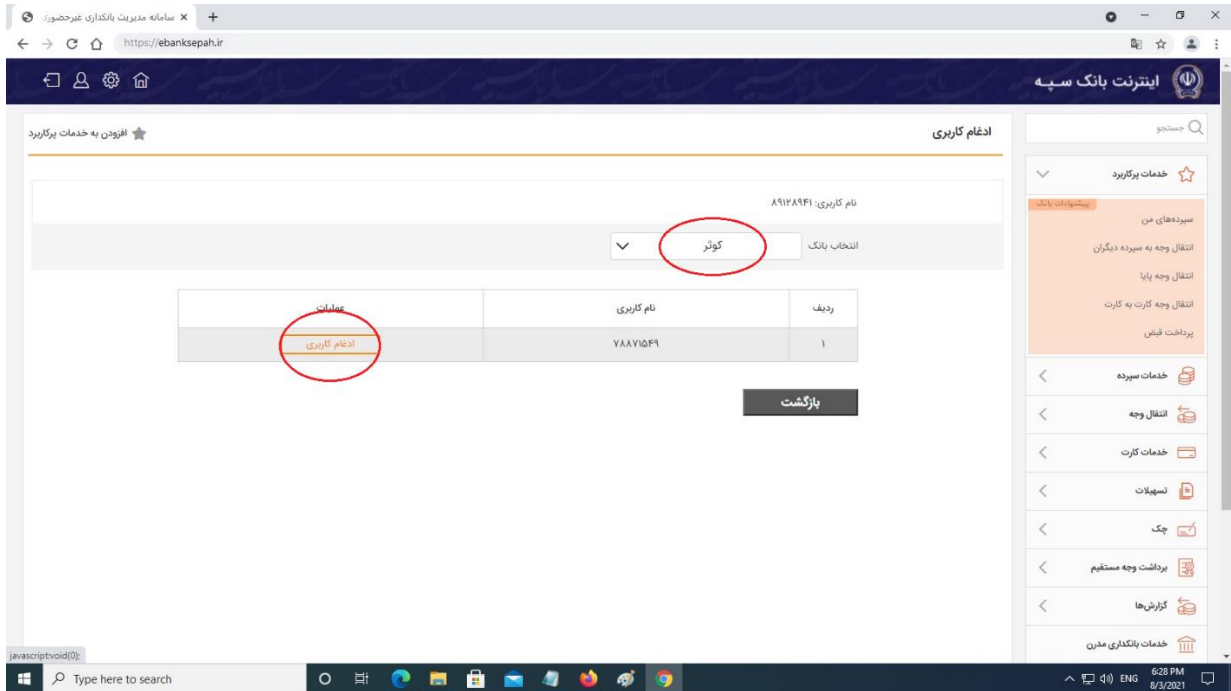 سامانه مدیریت بانکداری غیرحضوری
https://ebanksepah.ir
اینترنت بانک سپه
جستجو
ادغام کاربری
افزودن به خدمات پرکاربرد
خدمات پرکاربرد
پیشنهادات بانک
سپرده‌های من
انتقال وجه به سپرده دیگران
انتقال وجه پایا
انتقال وجه کارت به کارت
پرداخت قبض
خدمات سپرده
انتقال وجه
خدمات کارت
تسهیلات
چک
برداشت وجه مستقیم
گزارش‌ها
خدمات بانکداری مدرن
نام کاربری: ۸۹۱۲۸۹۴۱
انتخاب بانک کوثر
ردیف نام کاربری عملیات
۱ ۷۸۸۷۱۵۴۹ ادغام کاربری
بازگشت
javascript:void(0);
Type here to search
ENG
6:28 PM
8/3/2021